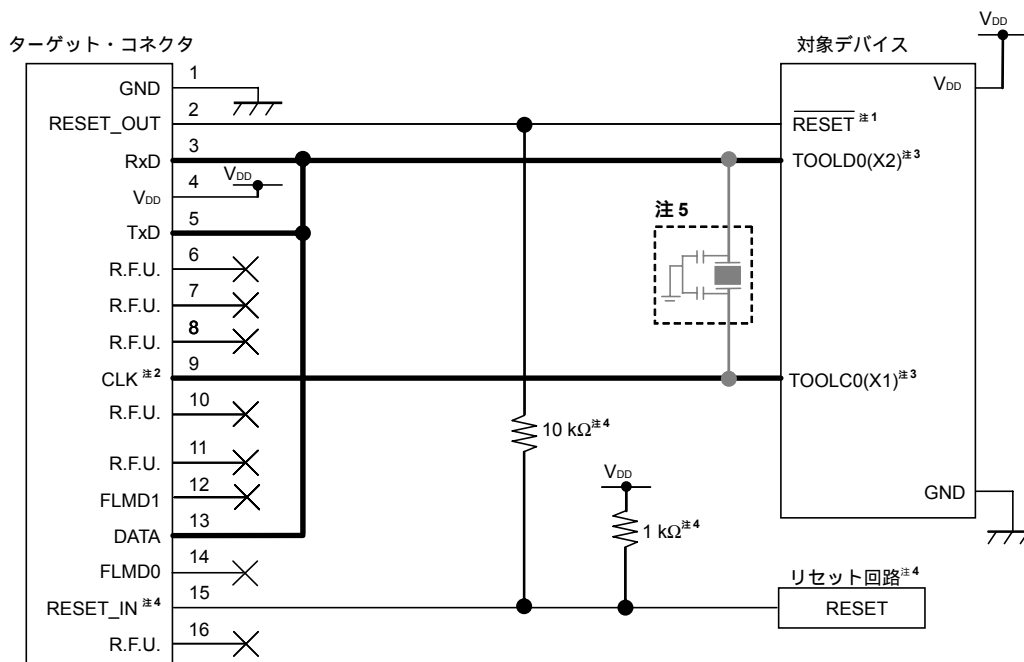 ターゲット・コネクタ
対象デバイス
VDD
GND 1
RESET_OUT 2
RxD 3
VDD 4
VDD
TxD 5
R.F.U. 6
R.F.U. 7
R.F.U. 8
CLK 注2 9
R.F.U. 10
R.F.U. 11
FLMD1 12
DATA 13
FLMD0 14
RESET_IN 注4 15
R.F.U. 16
VDD
RESET 注1
TOOLD0(X2)注3
注5
TOOLC0(X1)注3
10 kΩ注4
VDD
1 kΩ注4
GND
リセット回路注4
RESET